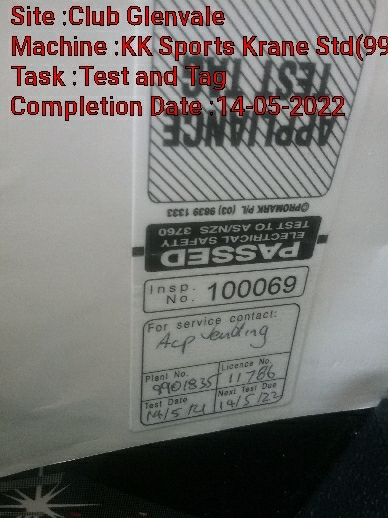 Site :Club Glenvale
Machine :KK Sports Krane Std(99
Task :Test and Tag
Completion Date :14-05-2022
APPLIANCE
TEST TAG
©PROMARK P/L (03) 9639 1333
PASSED
ELECTRICAL SAFETY
TEST TO AS/NZS 3760
Insp. No. 100069
For service contact:
Acp Vending
Plant No. 9901835
Licence No. 11786
Test Date 14/5/21
Next Test Due 14/5/22